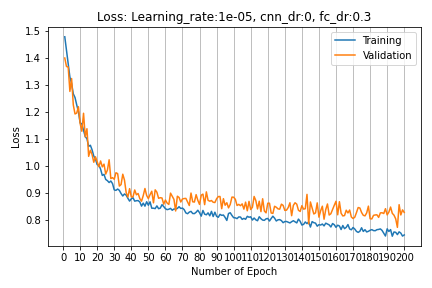 Loss: Learning_rate:1e-05, cnn_dr:0, fc_dr:0.3
Training
Validation
Loss
1.5
1.4
1.3
1.2
1.1
1.0
0.9
0.8
0 10 20 30 40 50 60 70 80 90 100 110 120 130 140 150 160 170 180 190 200
Number of Epoch